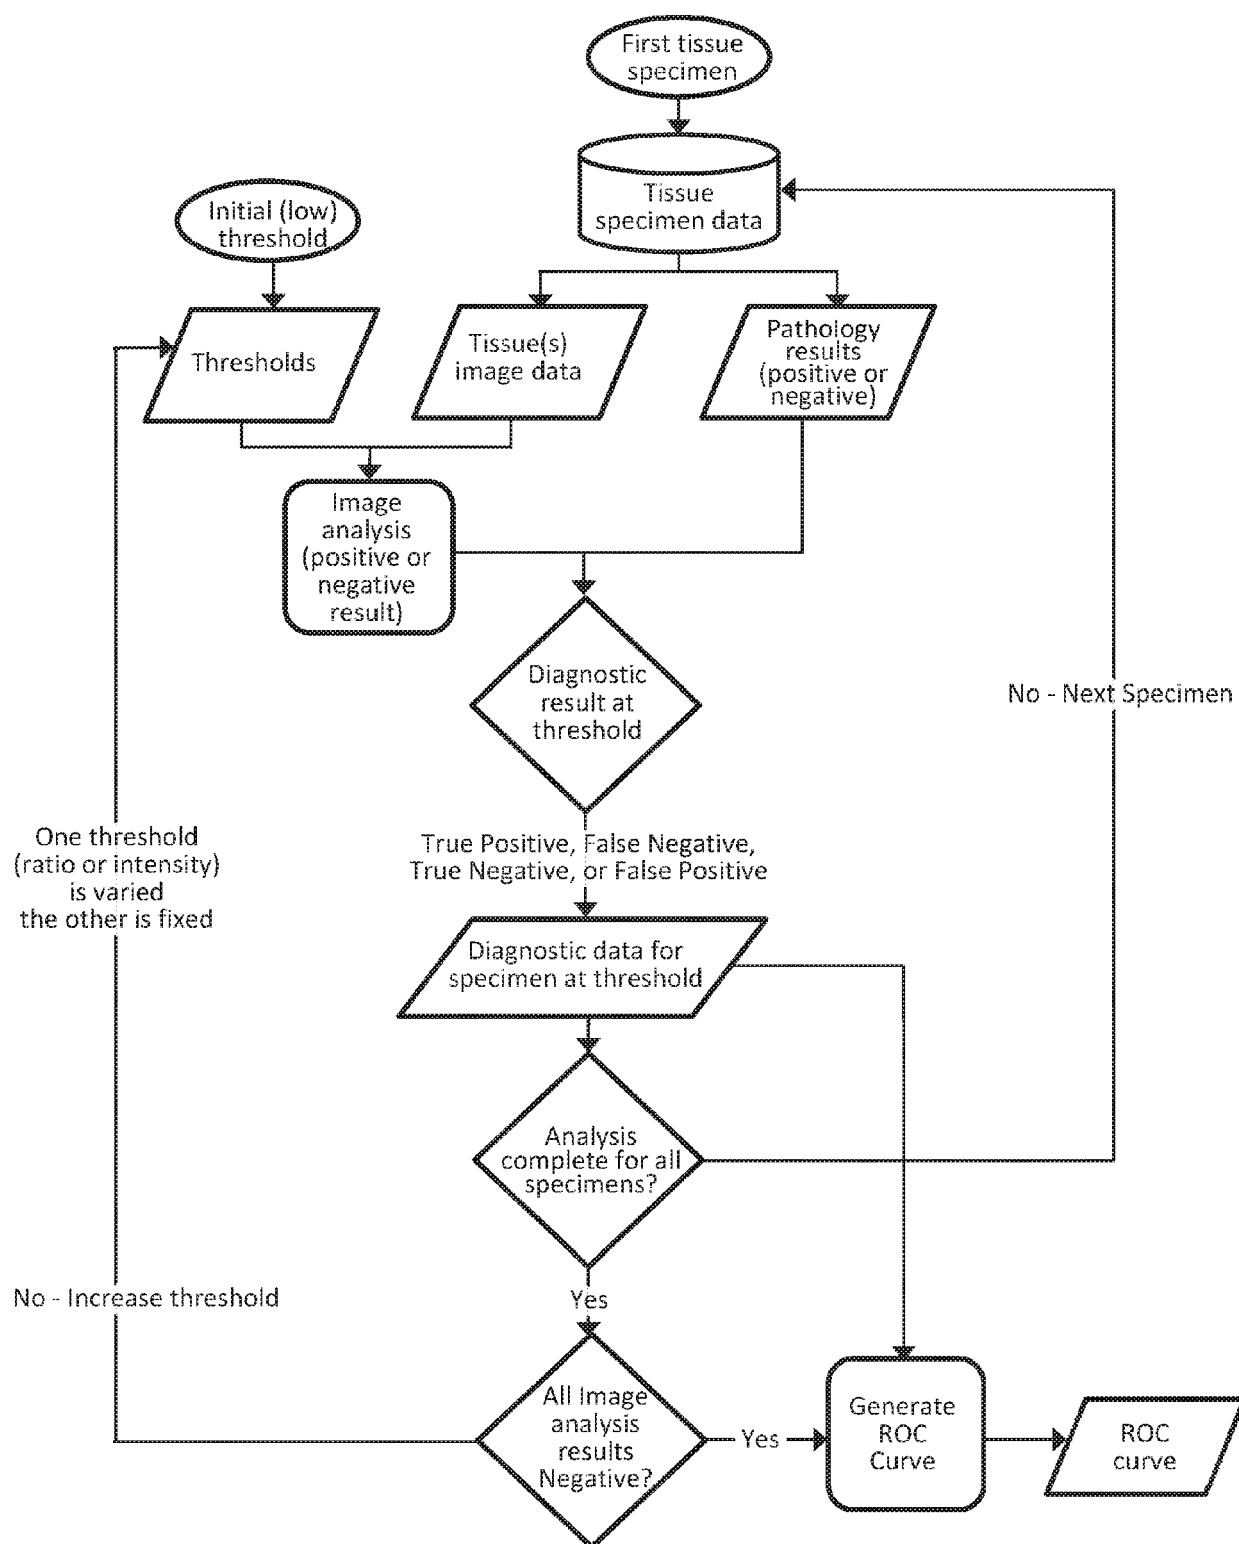 First tissue
specimen
Tissue
specimen data
Initial (low)
threshold
Thresholds
Tissue(s)
image data
Pathology
results
(positive or
negative)
Image
analysis
(positive or
negative
result)
Diagnostic
result at
threshold
No - Next Specimen
One threshold
(ratio or intensity)
is varied
the other is fixed
True Positive, False Negative,
True Negative, or False Positive
Diagnostic data for
specimen at threshold
Analysis
complete for all
specimens?
No - Increase threshold
Yes
All Image
analysis
results
Negative?
Yes
Generate
ROC
Curve
ROC
curve